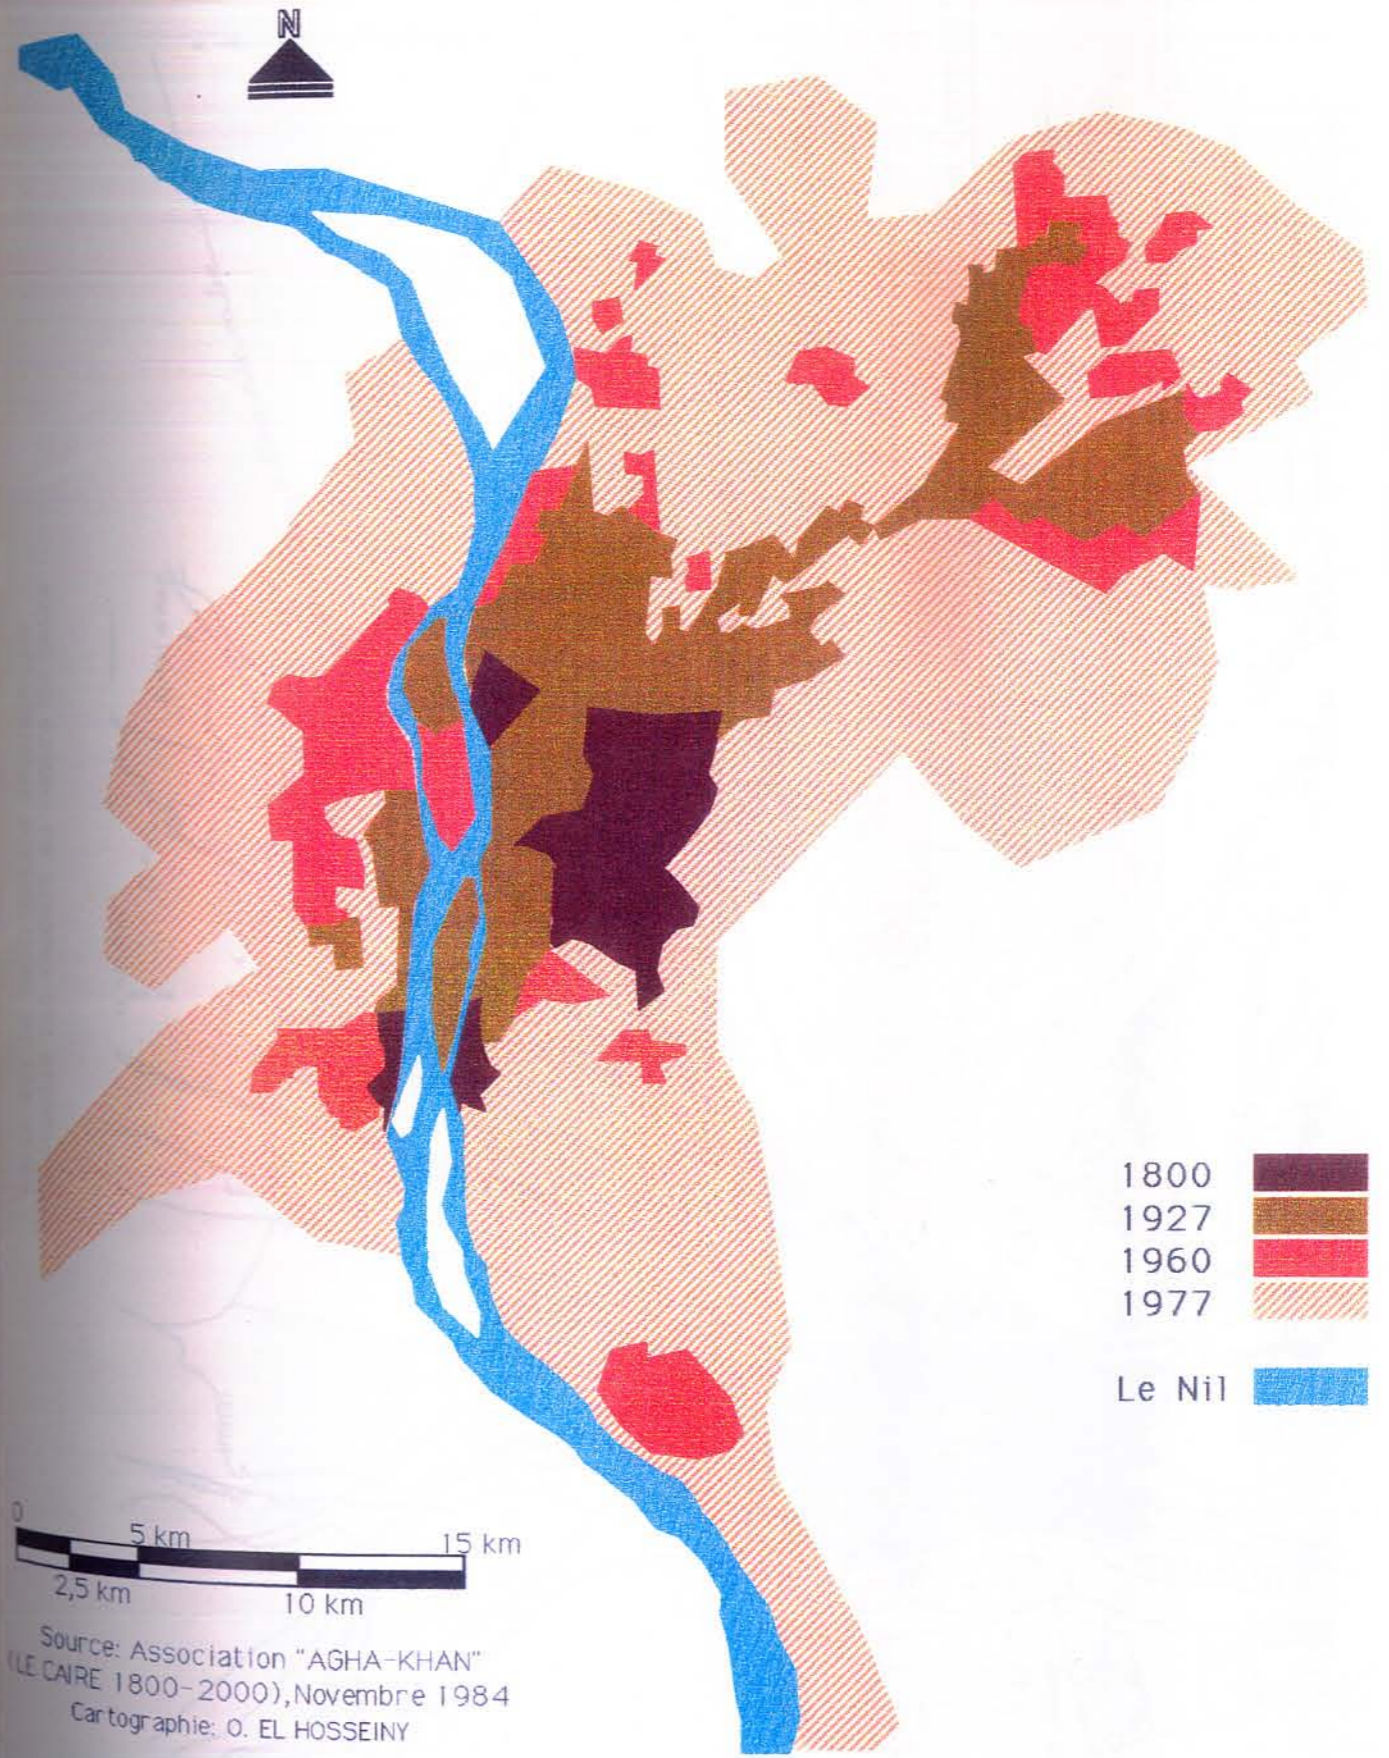 N
1800
1927
1960
1977
Le Nil
0
5 km
15 km
2,5 km
10 km
Source: Association "AGHA-KHAN"
(LE CAIRE 1800-2000), Novembre 1984
Cartographie: O. EL HOSSEINY